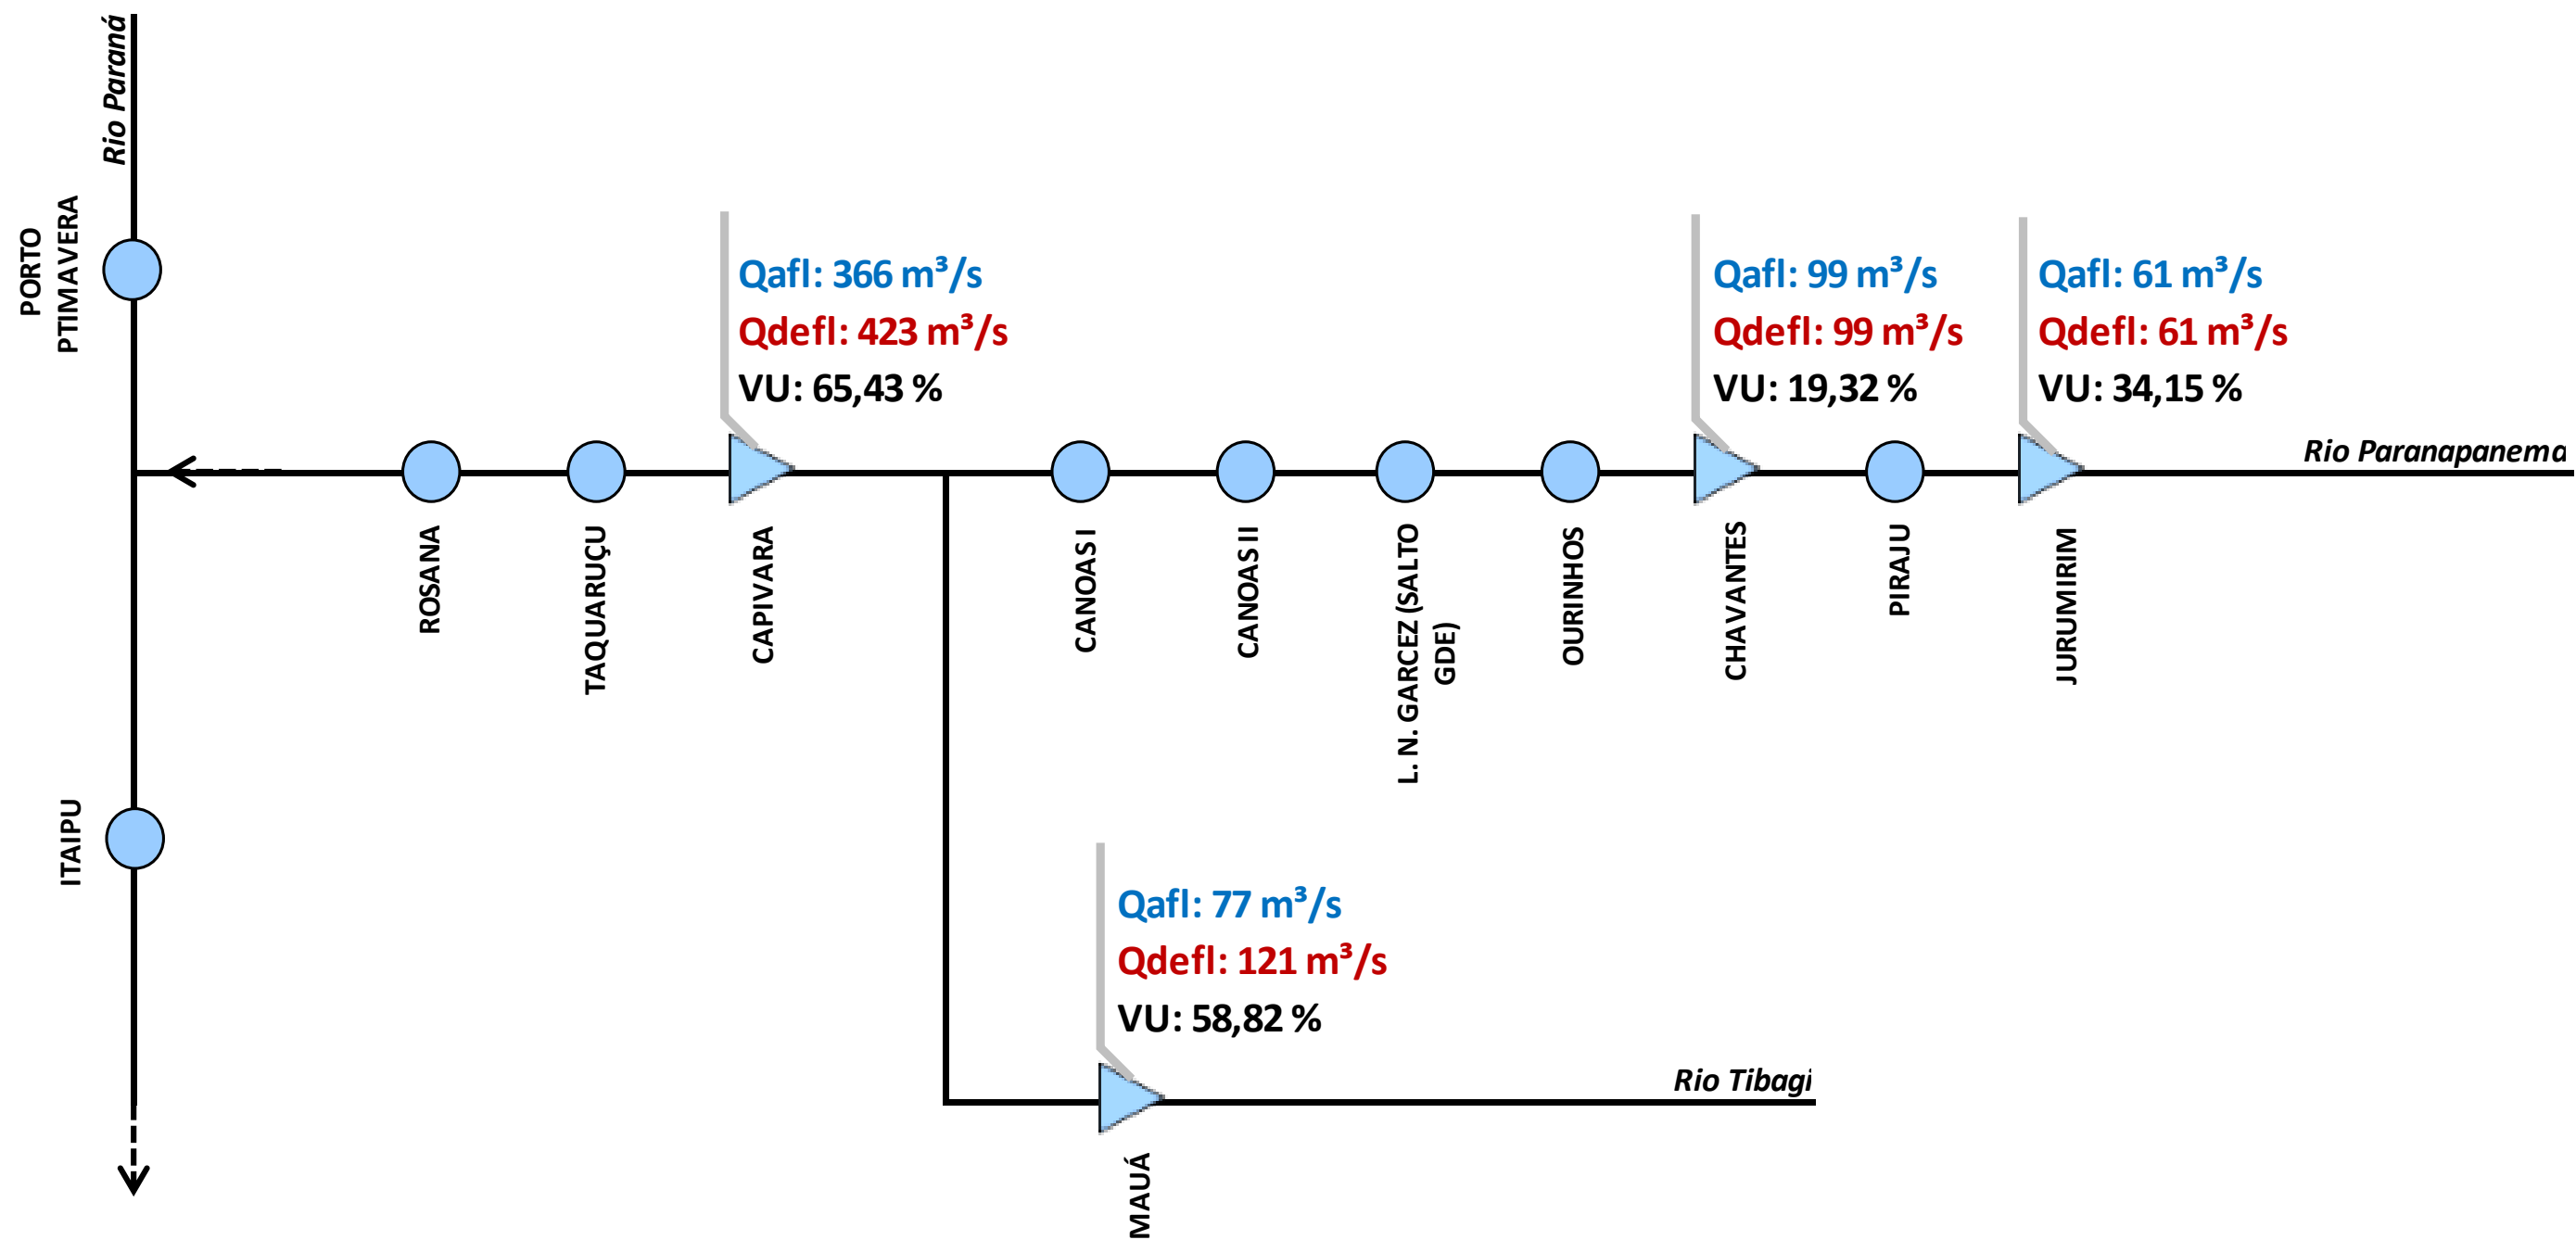 Rio Paraná
PORTO
PTIMAVERA
Qafl: 366 m³/s
Qdefl: 423 m³/s
VU: 65,43 %
Qafl: 99 m³/s
Qdefl: 99 m³/s
VU: 19,32 %
Qafl: 61 m³/s
Qdefl: 61 m³/s
VU: 34,15 %
Rio Paranapanema
ROSANA
TAQUARUÇU
CAPIVARA
CANOAS I
CANOAS II
L. N. GARCEZ (SALTO
GDE)
OURINHOS
CHAVANTES
PIRAJU
JURUMIRIM
ITAIPU
Qafl: 77 m³/s
Qdefl: 121 m³/s
VU: 58,82 %
Rio Tibagi
MAUÁ